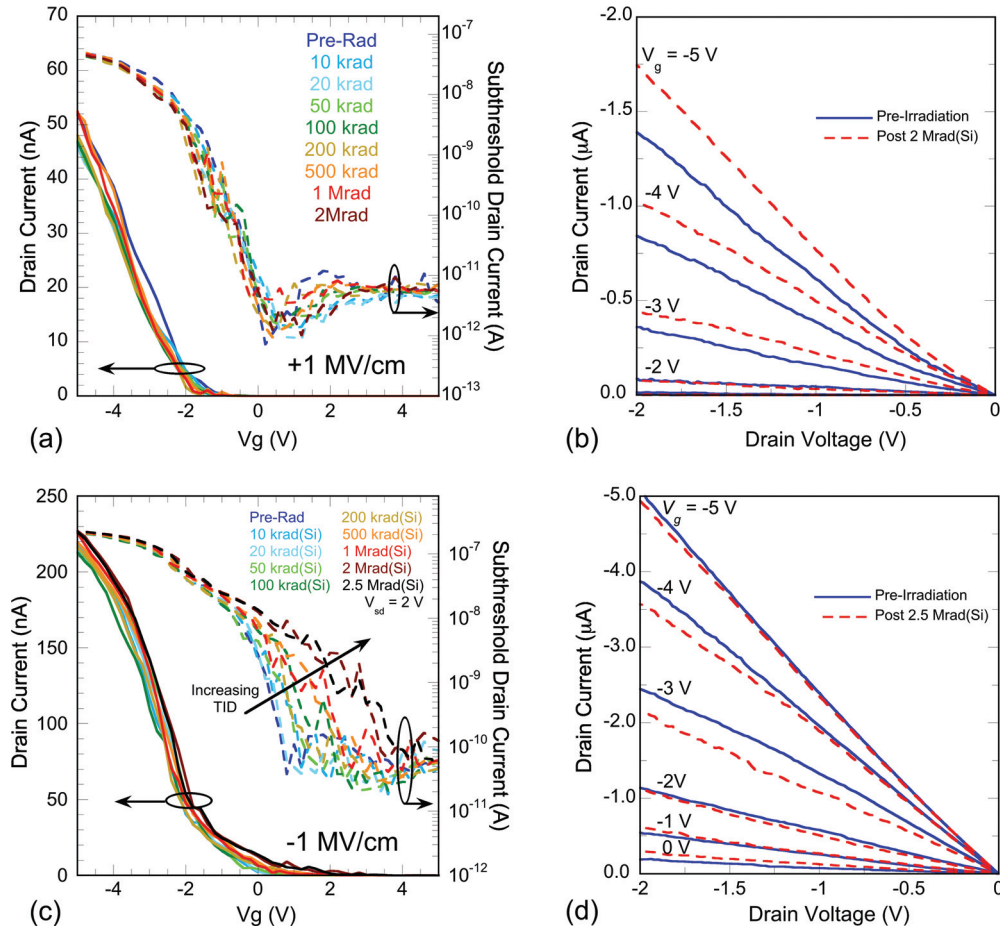 70
60
50
40
30
20
10
0
Drain Current (nA)
Pre-Rad
10 krad
20 krad
50 krad
100 krad
200 krad
500 krad
1 Mrad
2Mrad
+1 MV/cm
10-7
10-8
10-9
10-10
10-11
10-12
10-13
Subthreshold Drain Current (A)
-4
-2
0
2
4
Vg (V)
(a)
-2.0
-1.5
-1.0
-0.5
0.0
Drain Current (µA)
Vg = -5 V
-4 V
-3 V
-2 V
Pre-Irradiation
Post 2 Mrad(Si)
-2
-1.5
-1
-0.5
0
Drain Voltage (V)
(b)
250
200
150
100
50
0
Drain Current (nA)
Pre-Rad
10 krad(Si)
20 krad(Si)
50 krad(Si)
100 krad(Si)
200 krad(Si)
500 krad(Si)
1 Mrad(Si)
2 Mrad(Si)
2.5 Mrad(Si)
Vsd = 2 V
Increasing
TID
-1 MV/cm
10-7
10-8
10-9
10-10
10-11
10-12
Subthreshold Drain Current (A)
-4
-2
0
2
4
Vg (V)
(c)
-5.0
-4.0
-3.0
-2.0
-1.0
0.0
Drain Current (µA)
Vg = -5 V
-4 V
-3 V
-2V
-1 V
0 V
Pre-Irradiation
Post 2.5 Mrad(Si)
-2
-1.5
-1
-0.5
0
Drain Voltage (V)
(d)